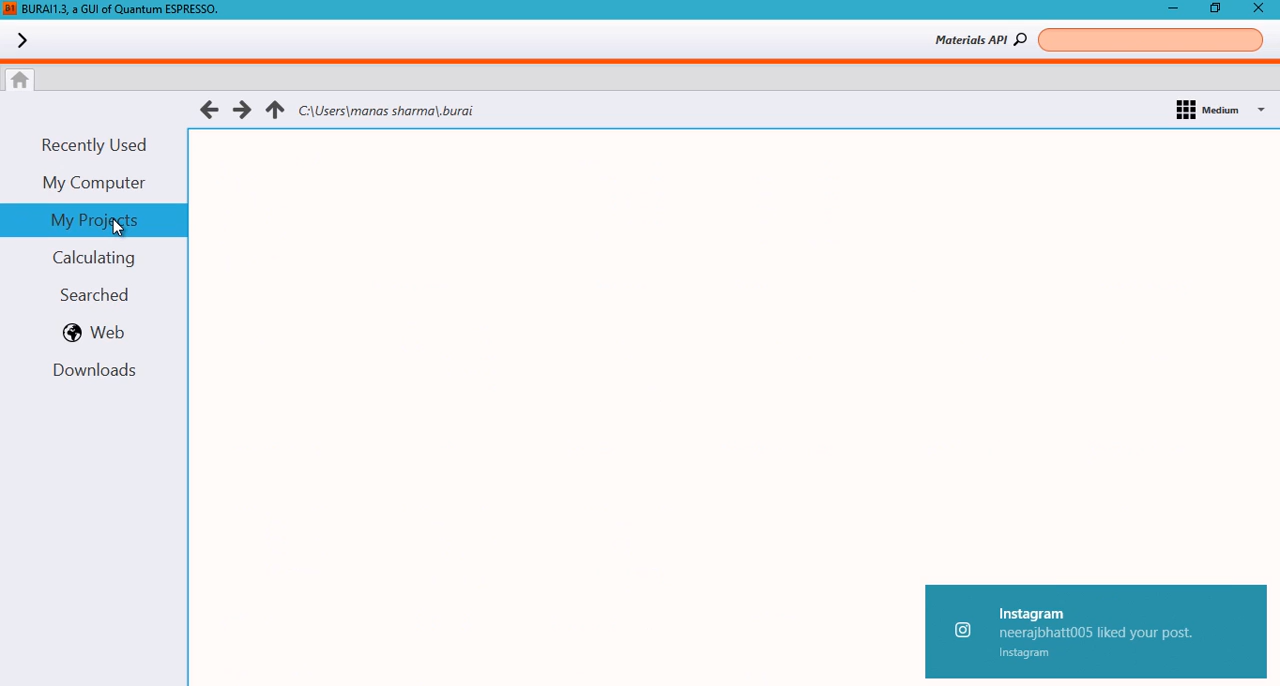 BURAI1.3, a GUI of Quantum ESPRESSO.
Materials API
C:\Users\manas sharma\.burai
Medium
Recently Used
My Computer
My Projects
Calculating
Searched
Web
Downloads
Instagram
neerajbhatt005 liked your post.
Instagram